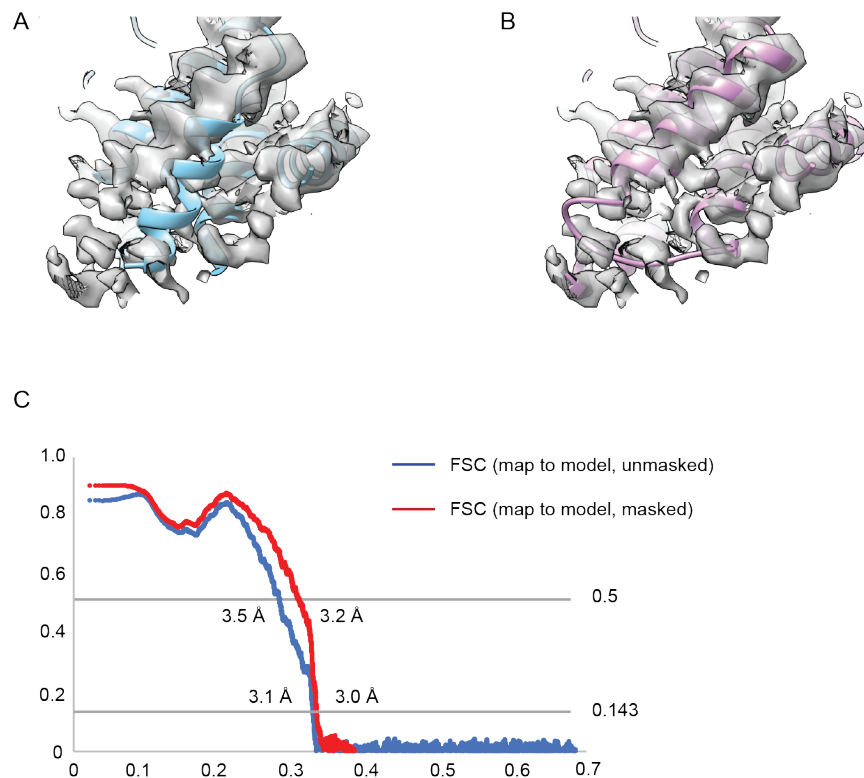 A
B
C
1.0
0.8
0.6
0.4
0.2
0
FSC (map to model, unmasked)
FSC (map to model, masked)
0.5
3.5 Å 3.2 Å
3.1 Å 3.0 Å
0.143
0 0.1 0.2 0.3 0.4 0.5 0.6 0.7